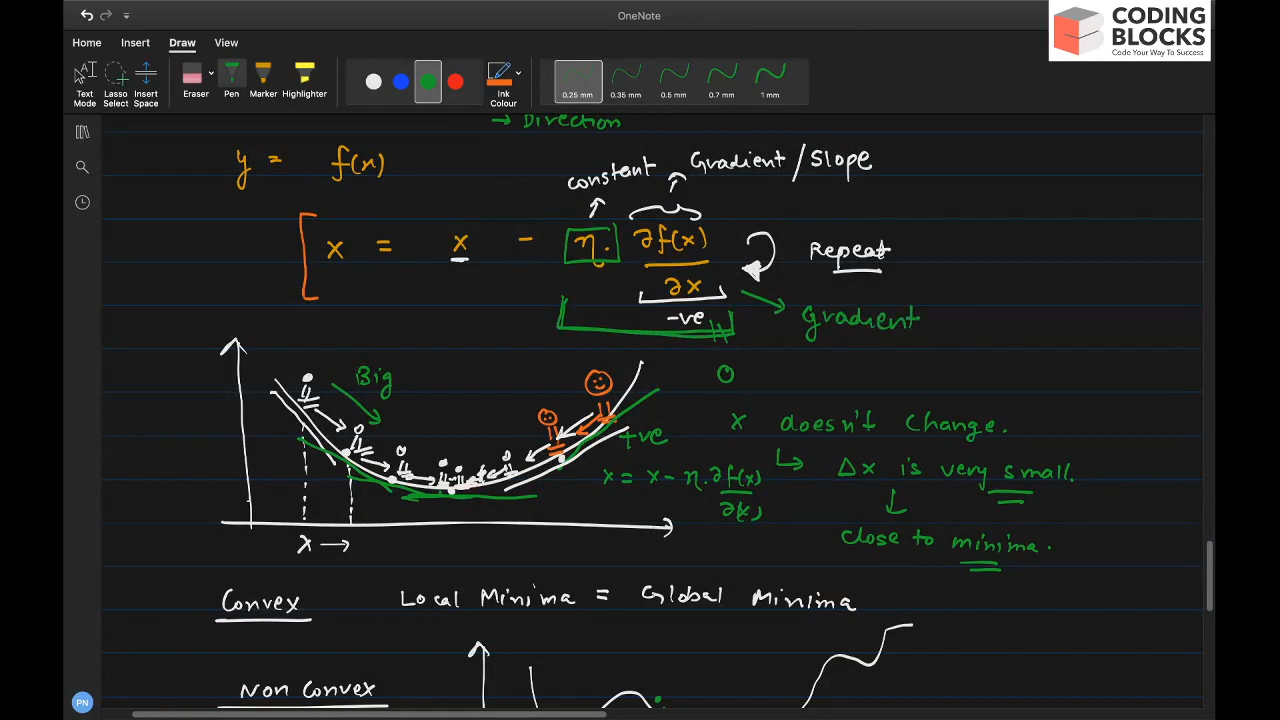 OneNote
CODING
BLOCKS
Code Your Way To Success
Home Insert Draw View
Text Mode
Lasso Select
Insert Space
Eraser
Pen
Marker
Highlighter
Ink Colour
0.25 mm 0.35 mm 0.5 mm 0.7 mm 1 mm
→ Direction
y = f(x)
constant
Gradient/Slope
x = x - η. ∂f(x)
∂x
Repeat
-ve
Gradient
Big
0
+ve
x doesn't change.
x = x - η. ∂f(x)
∂x
Δx is very small.
close to minima.
x →
Convex Local Minima = Global Minima
Non Convex
PN